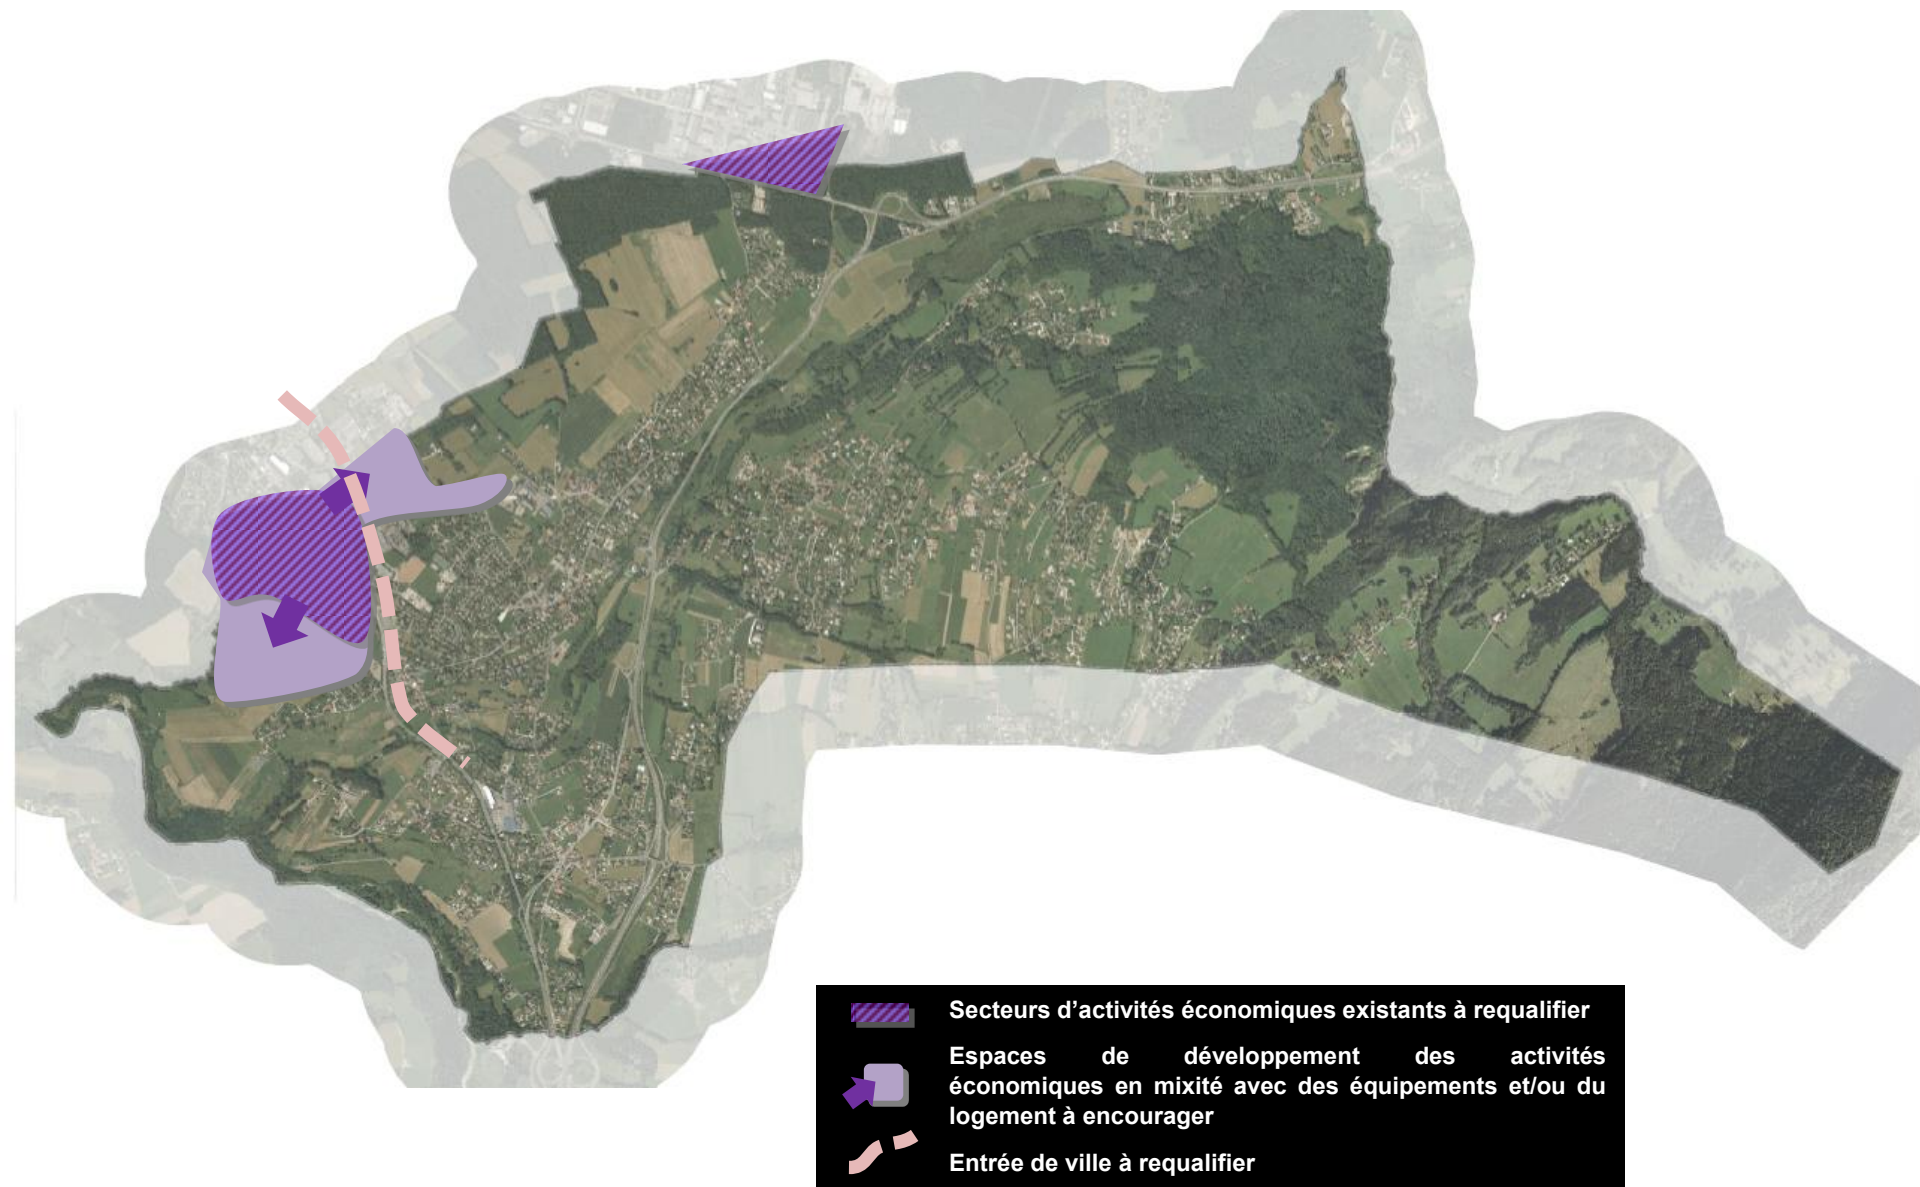 Secteurs d'activités économiques existants à requalifier
Espaces de développement des activités
économiques en mixité avec des équipements et/ou du
logement à encourager
Entrée de ville à requalifier